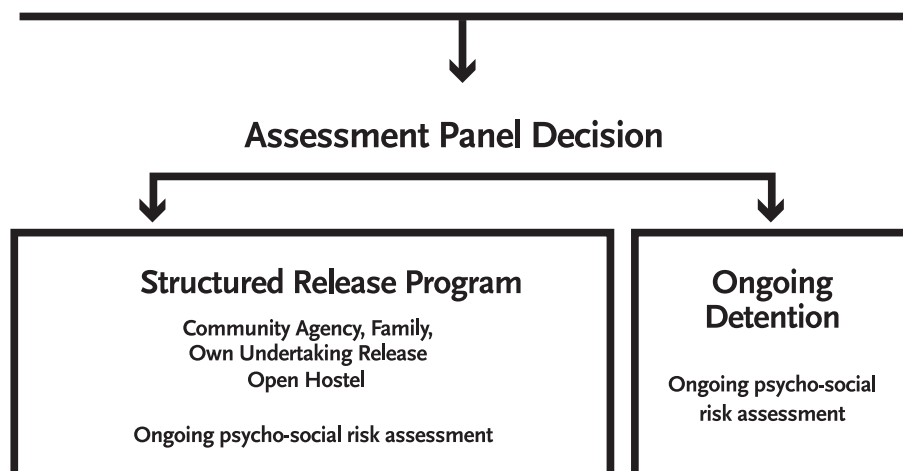 Assessment Panel Decision
Structured Release Program
Community Agency, Family,
Own Undertaking Release
Open Hostel
Ongoing psycho-social risk assessment
Ongoing
Detention
Ongoing psycho-social
risk assessment